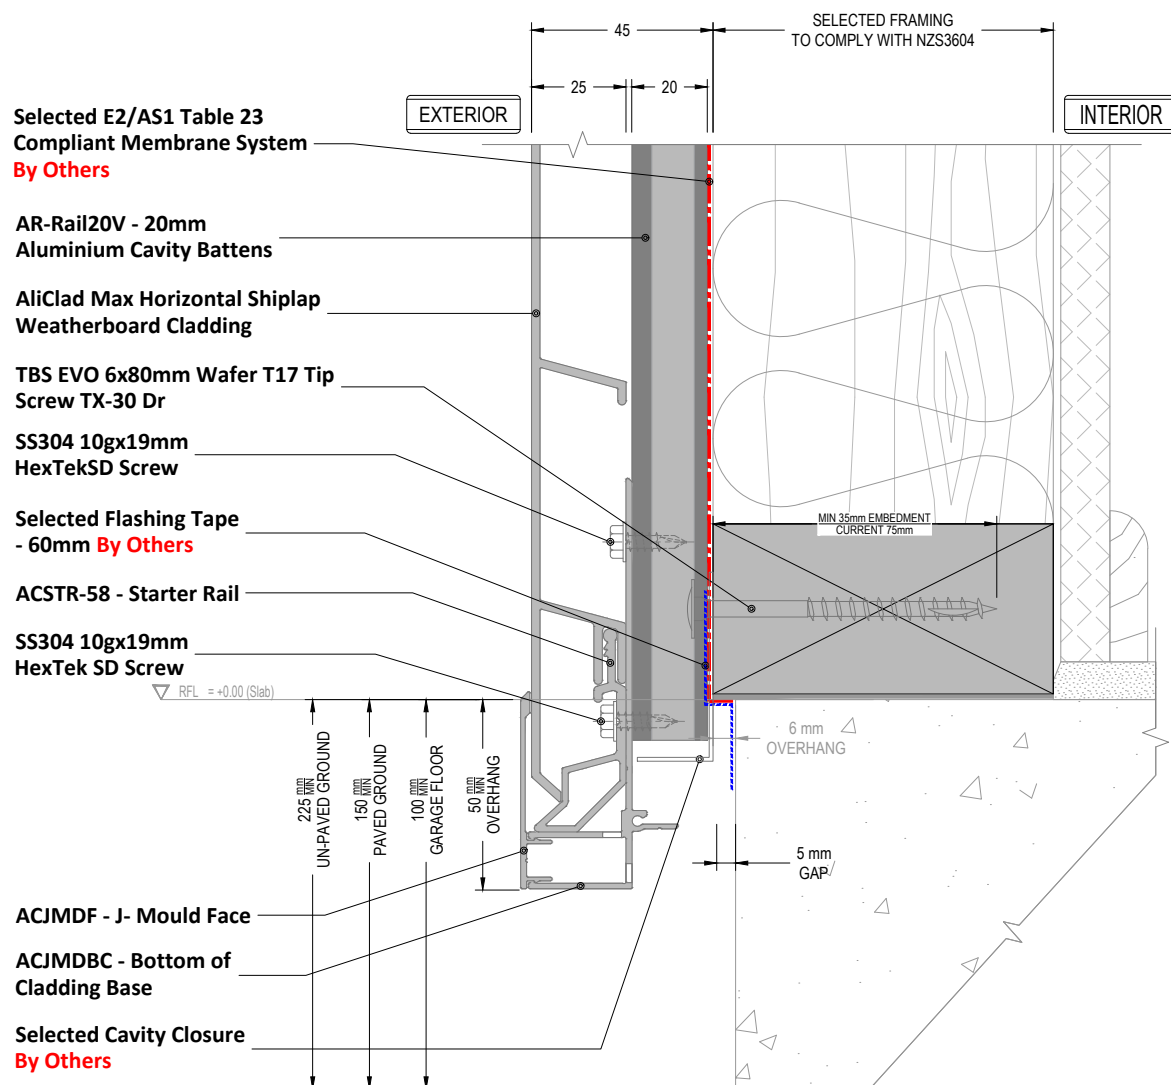 SELECTED FRAMING
TO COMPLY WITH NZS3604
45
25
20
EXTERIOR
INTERIOR
Selected E2/AS1 Table 23
Compliant Membrane System
By Others
AR-Rail20V - 20mm
Aluminium Cavity Battens
AliClad Max Horizontal Shiplap
Weatherboard Cladding
TBS EVO 6x80mm Wafer T17 Tip
Screw TX-30 Dr
SS304 10gx19mm
HexTekSD Screw
MIN 35mm EMBEDMENT
CURRENT 75mm
Selected Flashing Tape
- 60mm By Others
ACSTR-58 - Starter Rail
SS304 10gx19mm
HexTek SD Screw
RFL = +0.00 (Slab)
6 mm
OVERHANG
225 mm MIN
UN-PAVED GROUND
150 mm MIN
PAVED GROUND
100 mm MIN
GARAGE FLOOR
50 mm MIN
OVERHANG
5 mm
GAP
ACJMDF - J- Mould Face
ACJMDBC - Bottom of
Cladding Base
Selected Cavity Closure
By Others